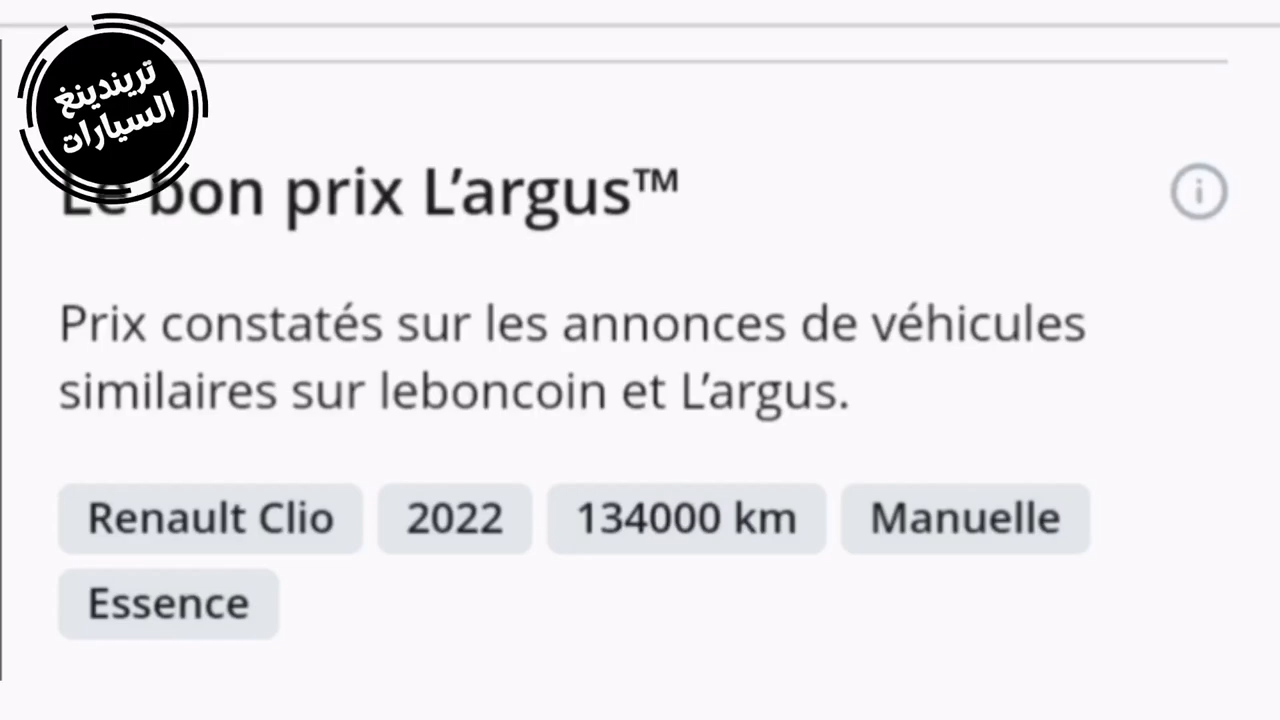 تريندينغ
السيارات
Le bon prix L’argus™
Prix constatés sur les annonces de véhicules
similaires sur leboncoin et L’argus.
Renault Clio 2022 134000 km Manuelle
Essence